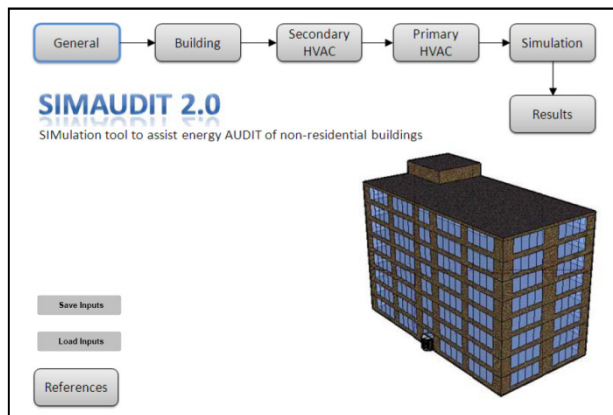 General
Building
Secondary
HVAC
Primary
HVAC
Simulation
Results
SIMAUDIT 2.0
SIMulation tool to assist energy AUDIT of non-residential buildings
Save Inputs
Load Inputs
References